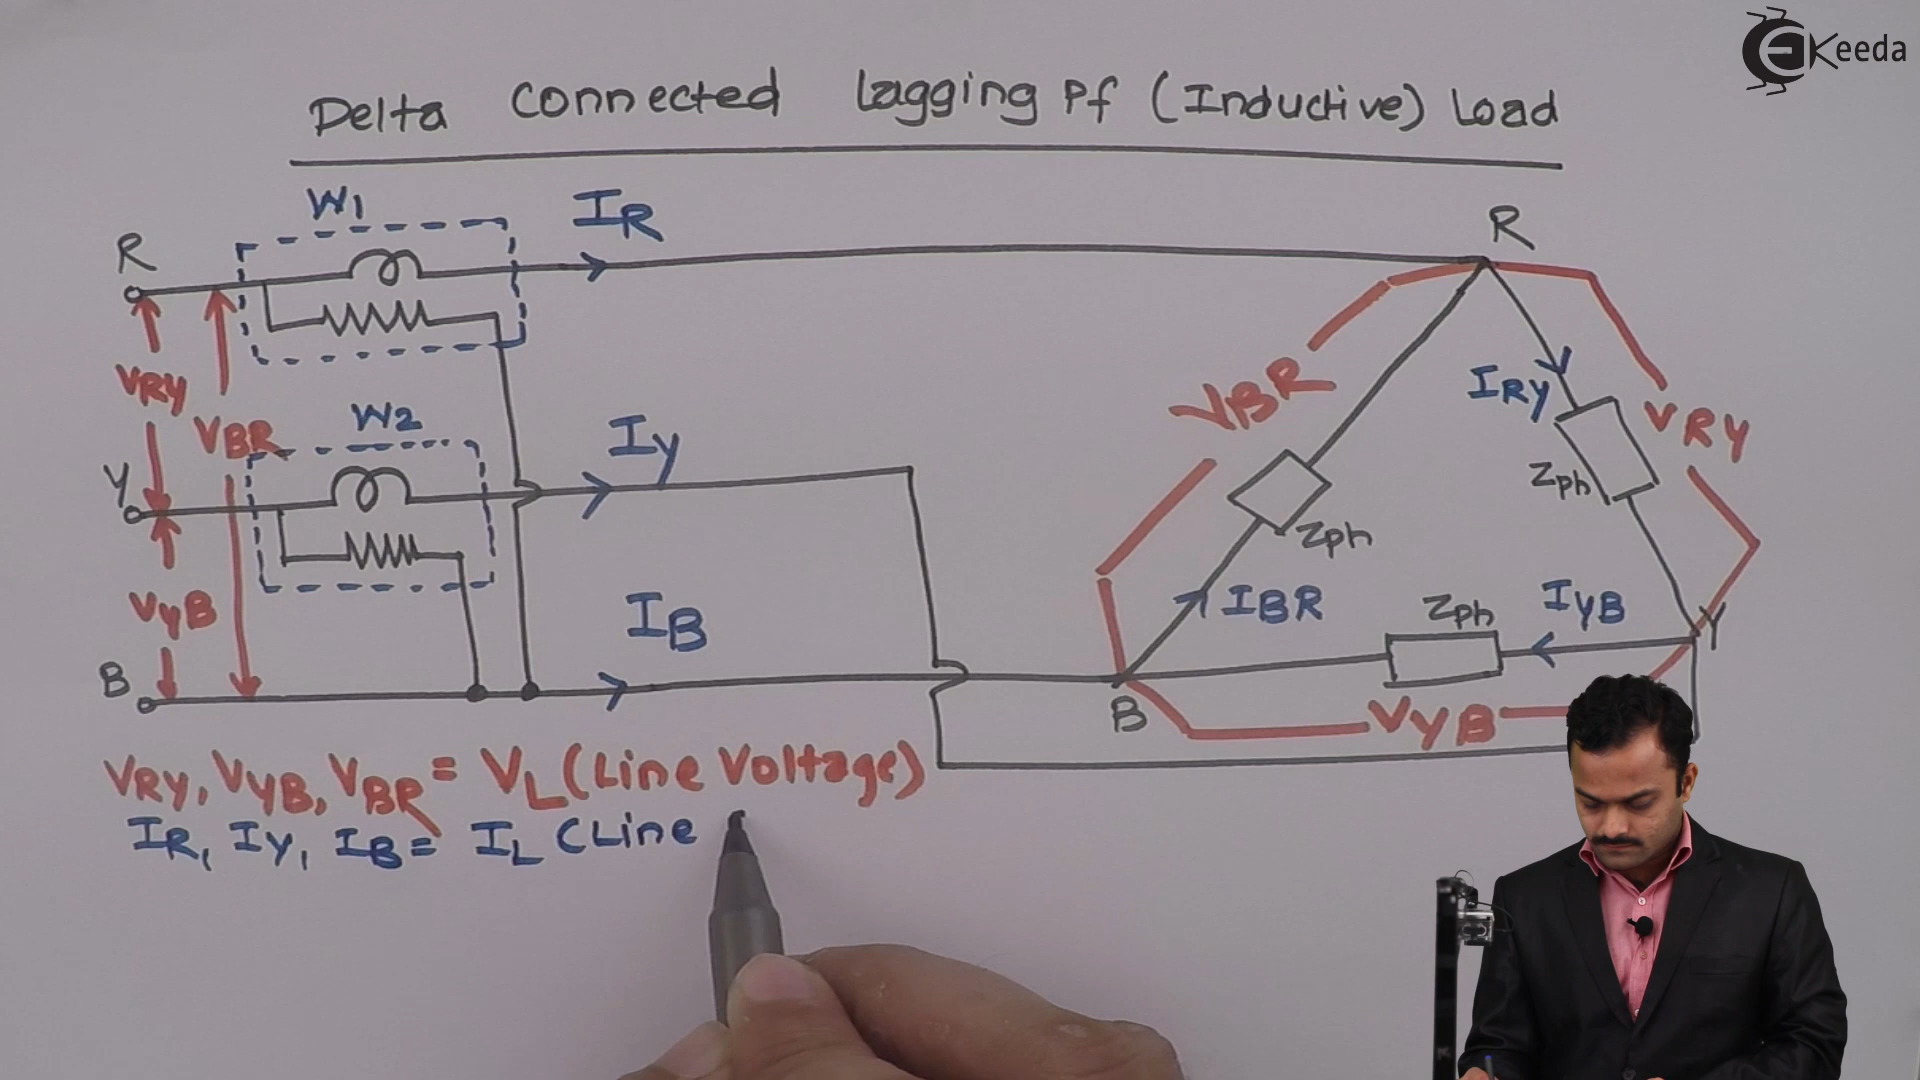 EKeeda
Delta connected lagging Pf (Inductive) Load
W1
IR
R
R
VRY
VBR
W2
IY
Y
VYB
IB
B
VBR
IRY
VRY
Zph
Zph
IBR
Zph
IYB
Y
B
VYB
VRY, VYB, VBR = VL (Line Voltage)
IR, IY, IB = IL (Line